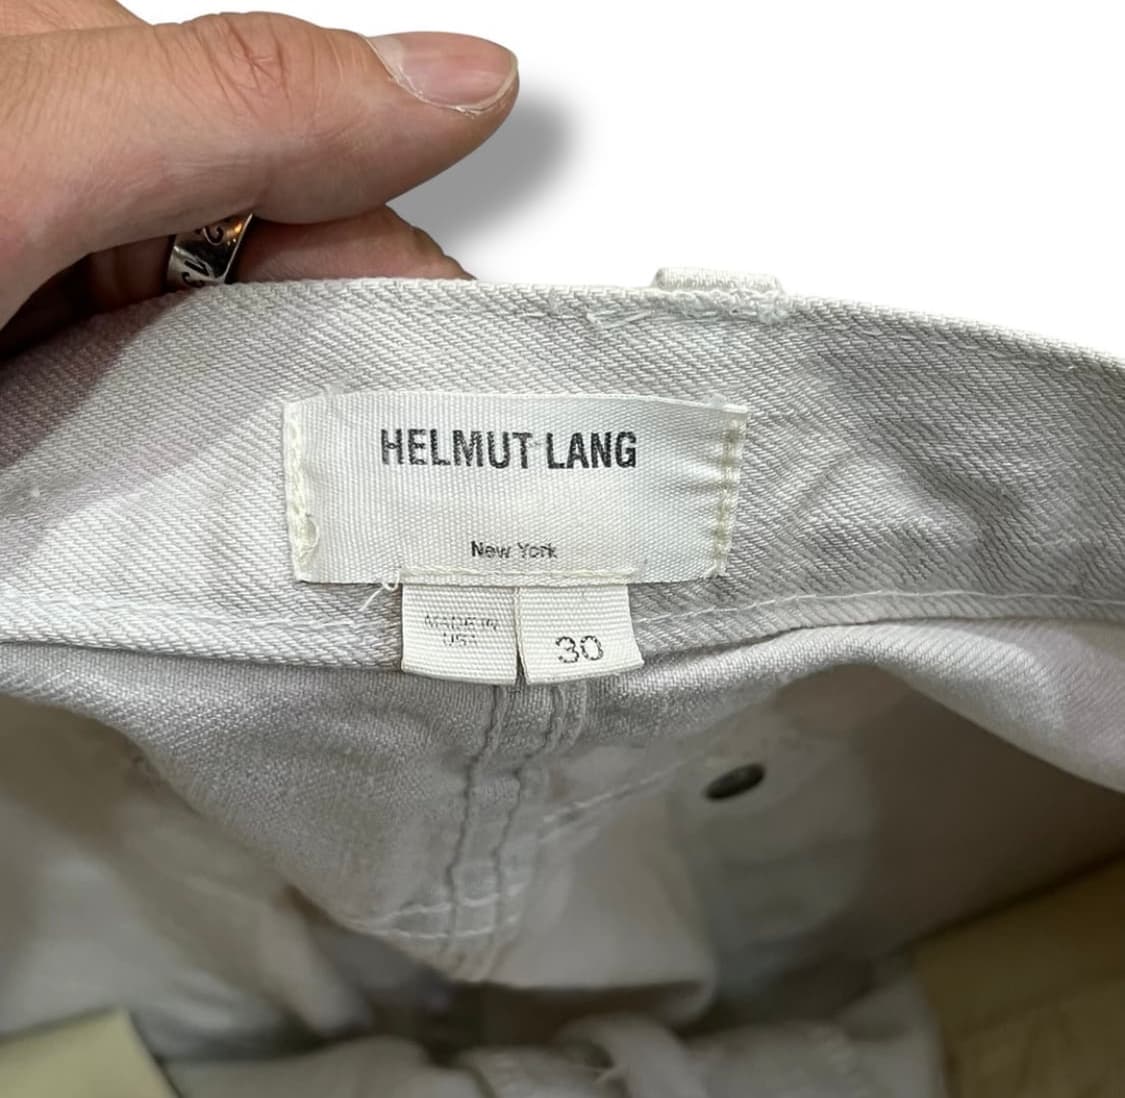 HELMUT LANG
New York
MADE IN
USA
30